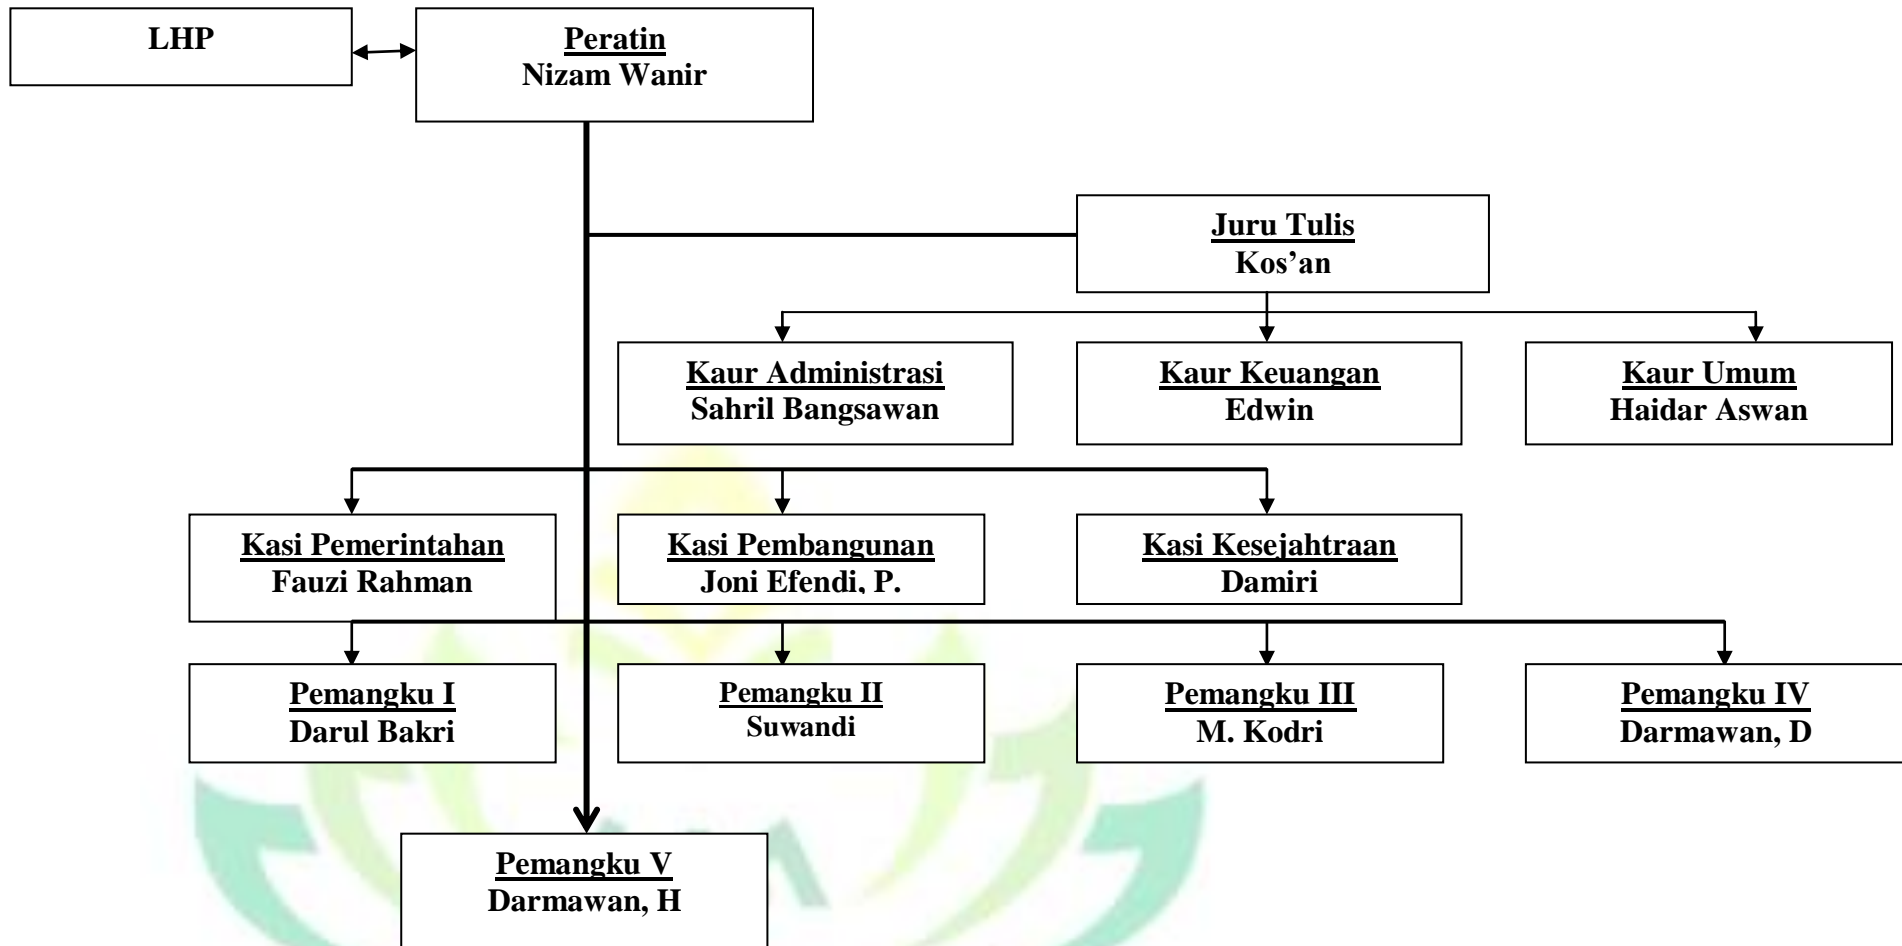 LHP
Peratin
Nizam Wanir
Juru Tulis
Kos’an
Kaur Administrasi
Sahril Bangsawan
Kaur Keuangan
Edwin
Kaur Umum
Haidar Aswan
Kasi Pemerintahan
Fauzi Rahman
Kasi Pembangunan
Joni Efendi, P.
Kasi Kesejahtraan
Damiri
Pemangku I
Darul Bakri
Pemangku II
Suwandi
Pemangku III
M. Kodri
Pemangku IV
Darmawan, D
Pemangku V
Darmawan, H